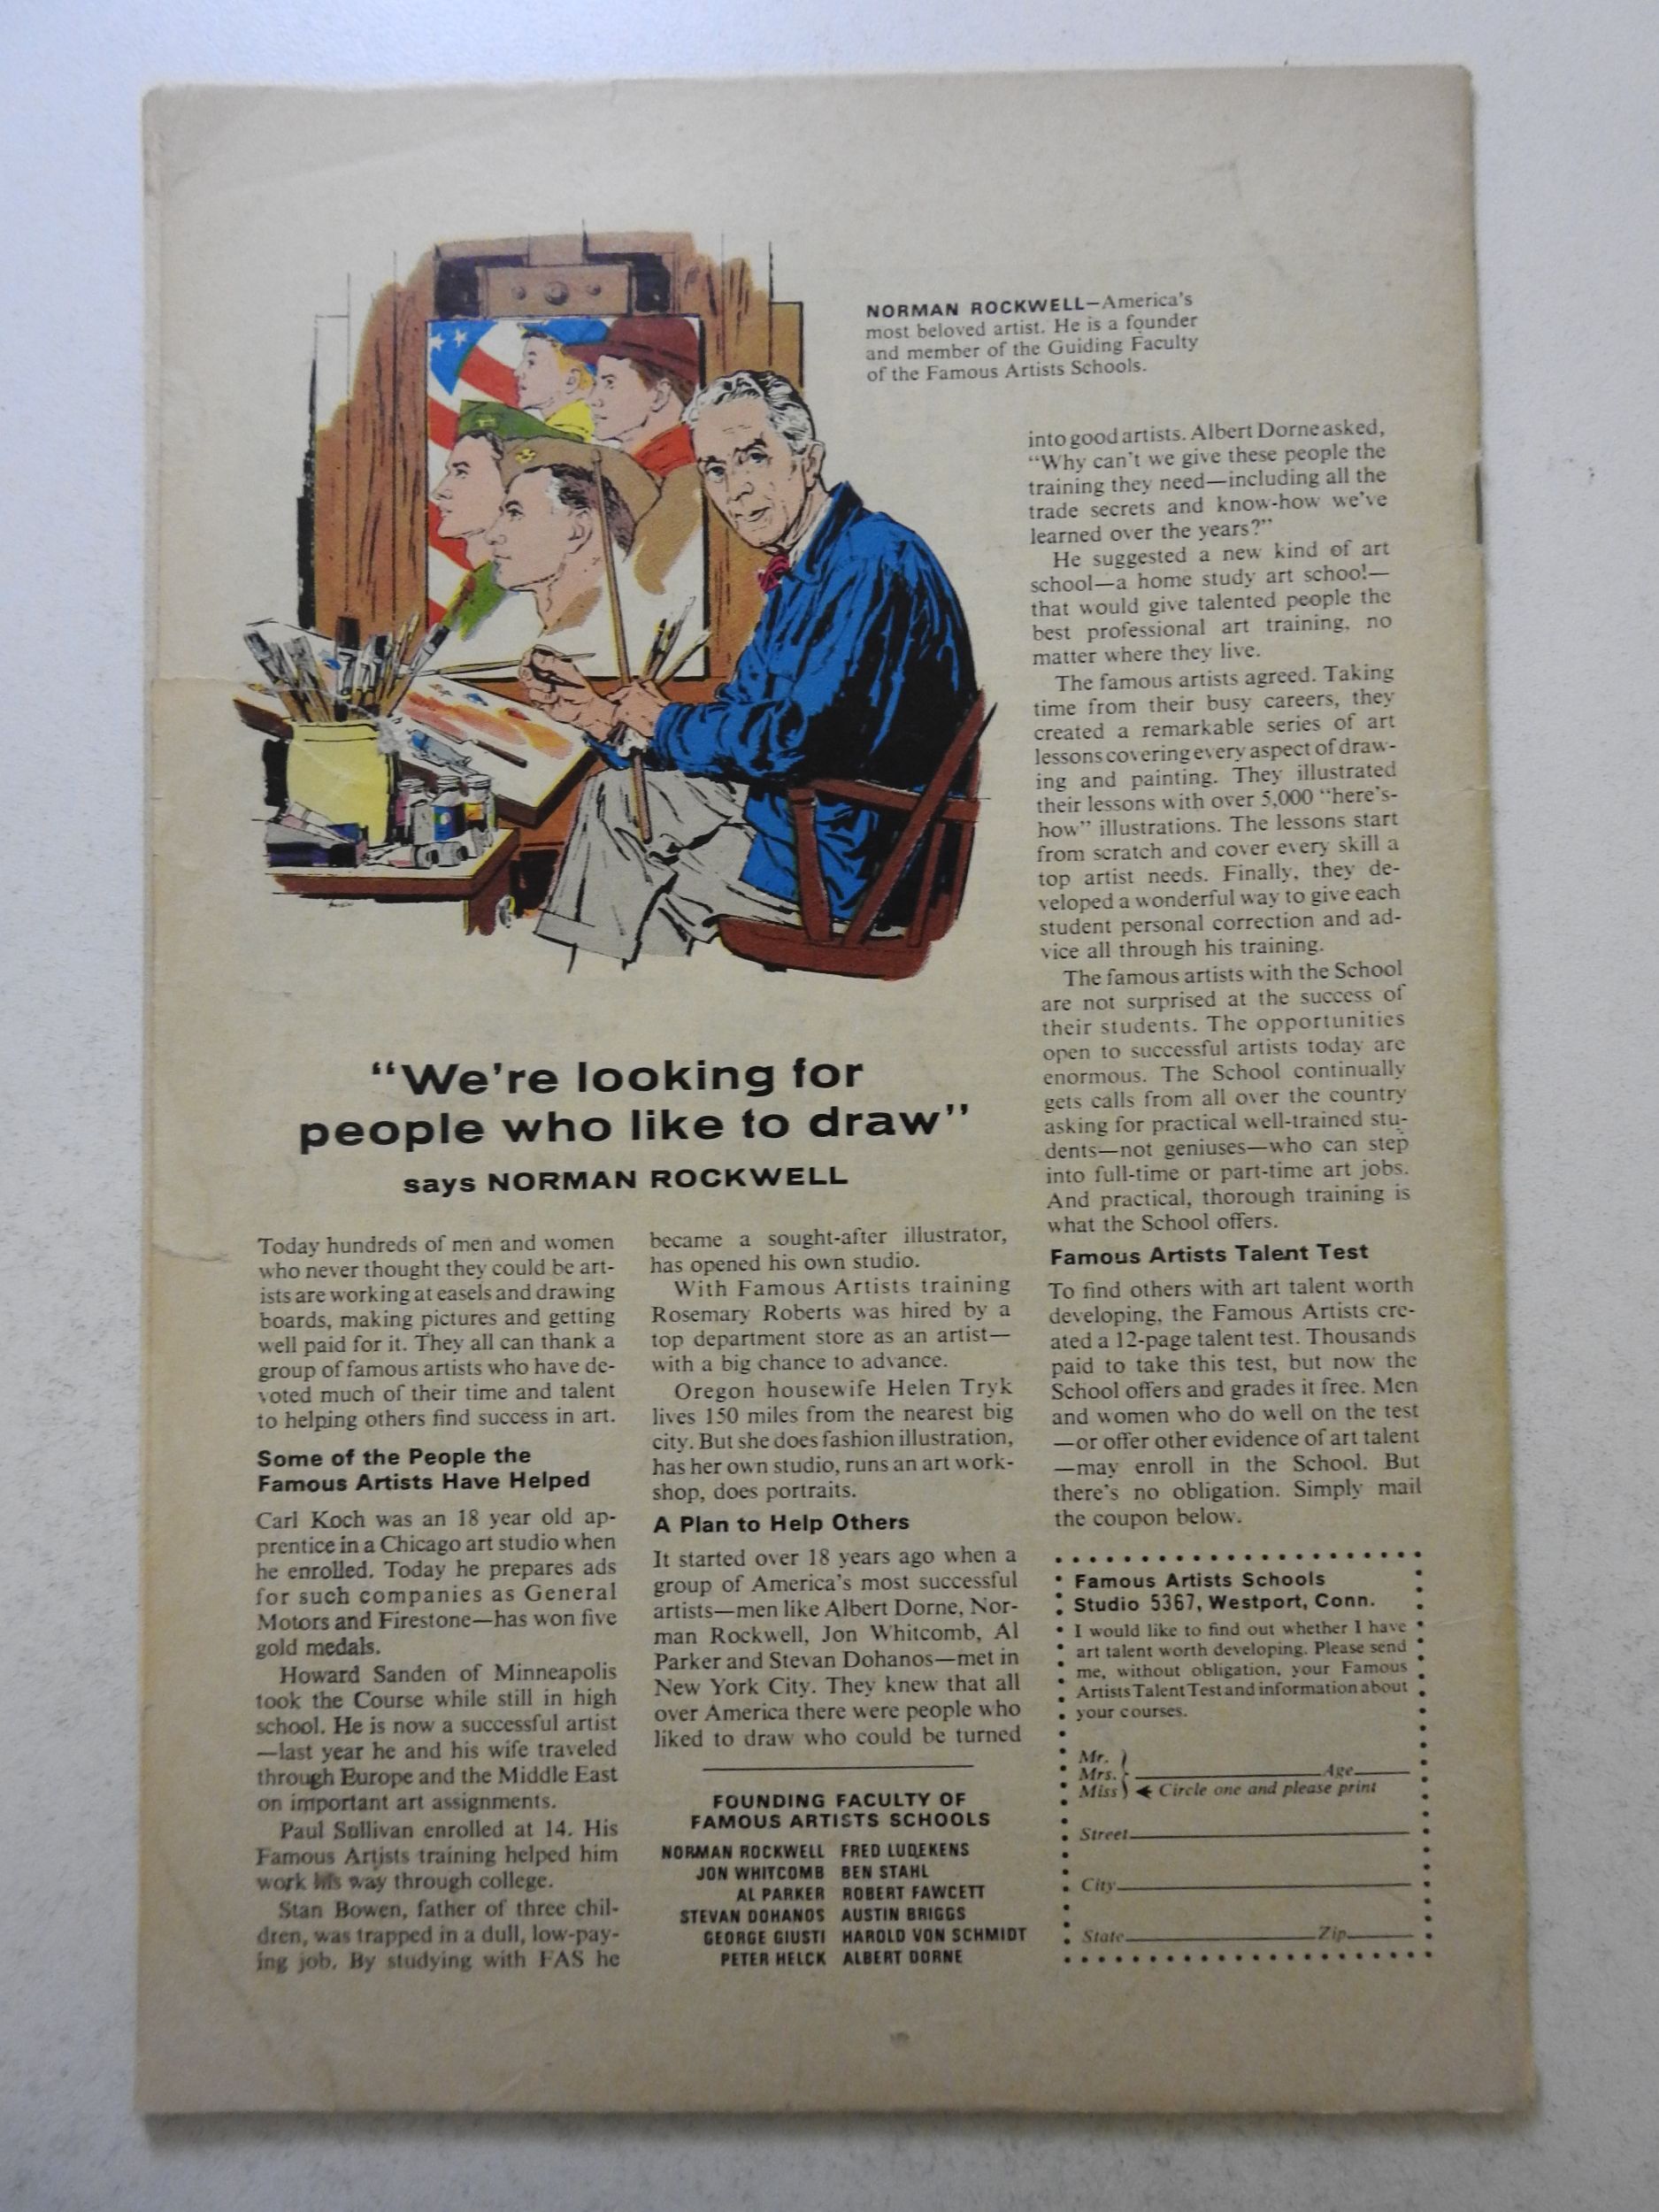 NORMAN ROCKWELL—America's
most beloved artist. He is a founder
and member of the Guiding Faculty
of the Famous Artists Schools.
"We're looking for
people who like to draw"
says NORMAN ROCKWELL
Today hundreds of men and women
who never thought they could be art-
ists are working at easels and drawing
boards, making pictures and getting
well paid for it. They all can thank a
group of famous artists who have de-
voted much of their time and talent
to helping others find success in art.
Some of the People the
Famous Artists Have Helped
Carl Koch was an 18 year old ap-
prentice in a Chicago art studio when
he enrolled. Today he prepares ads
for such companies as General
Motors and Firestone—has won five
gold medals.
Howard Sanden of Minneapolis
took the Course while still in high
school. He is now a successful artist
—last year he and his wife traveled
through Europe and the Middle East
on important art assignments.
Paul Sullivan enrolled at 14. His
Famous Artists training helped him
work his way through college.
Stan Bowen, father of three chil-
dren, was trapped in a dull, low-pay-
ing job. By studying with FAS he
became a sought-after illustrator,
has opened his own studio.
With Famous Artists training
Rosemary Roberts was hired by a
top department store as an artist—
with a big chance to advance.
Oregon housewife Helen Tryk
lives 150 miles from the nearest big
city. But she does fashion illustration,
has her own studio, runs an art work-
shop, does portraits.
A Plan to Help Others
It started over 18 years ago when a
group of America's most successful
artists—men like Albert Dorne, Nor-
man Rockwell, Jon Whitcomb, Al
Parker and Stevan Dohanos—met in
New York City. They knew that all
over America there were people who
liked to draw who could be turned
FOUNDING FACULTY OF
FAMOUS ARTISTS SCHOOLS
NORMAN ROCKWELL FRED LUDEKENS
JON WHITCOMB BEN STAHL
AL PARKER ROBERT FAWCETT
STEVAN DOHANOS AUSTIN BRIGGS
GEORGE GIUSTI HAROLD VON SCHMIDT
PETER HELCK ALBERT DORNE
into good artists. Albert Dorne asked,
"Why can't we give these people the
training they need—including all the
trade secrets and know-how we've
learned over the years?"
He suggested a new kind of art
school—a home study art school—
that would give talented people the
best professional art training, no
matter where they live.
The famous artists agreed. Taking
time from their busy careers, they
created a remarkable series of art
lessons covering every aspect of draw-
ing and painting. They illustrated
their lessons with over 5,000 "here's-
how" illustrations. The lessons start
from scratch and cover every skill a
top artist needs. Finally, they de-
veloped a wonderful way to give each
student personal correction and ad-
vice all through his training.
The famous artists with the School
are not surprised at the success of
their students. The opportunities
open to successful artists today are
enormous. The School continually
gets calls from all over the country
asking for practical well-trained stu-
dents—not geniuses—who can step
into full-time or part-time art jobs.
And practical, thorough training is
what the School offers.
Famous Artists Talent Test
To find others with art talent worth
developing, the Famous Artists cre-
ated a 12-page talent test. Thousands
paid to take this test, but now the
School offers and grades it free. Men
and women who do well on the test
—or offer other evidence of art talent
—may enroll in the School. But
there's no obligation. Simply mail
the coupon below.
Famous Artists Schools
Studio 5367, Westport, Conn.
I would like to find out whether I have
art talent worth developing. Please send
me, without obligation, your Famous
Artists Talent Test and information about
your courses.
Mr.
Mrs. Age
Miss Circle one and please print
Street
City
State Zip